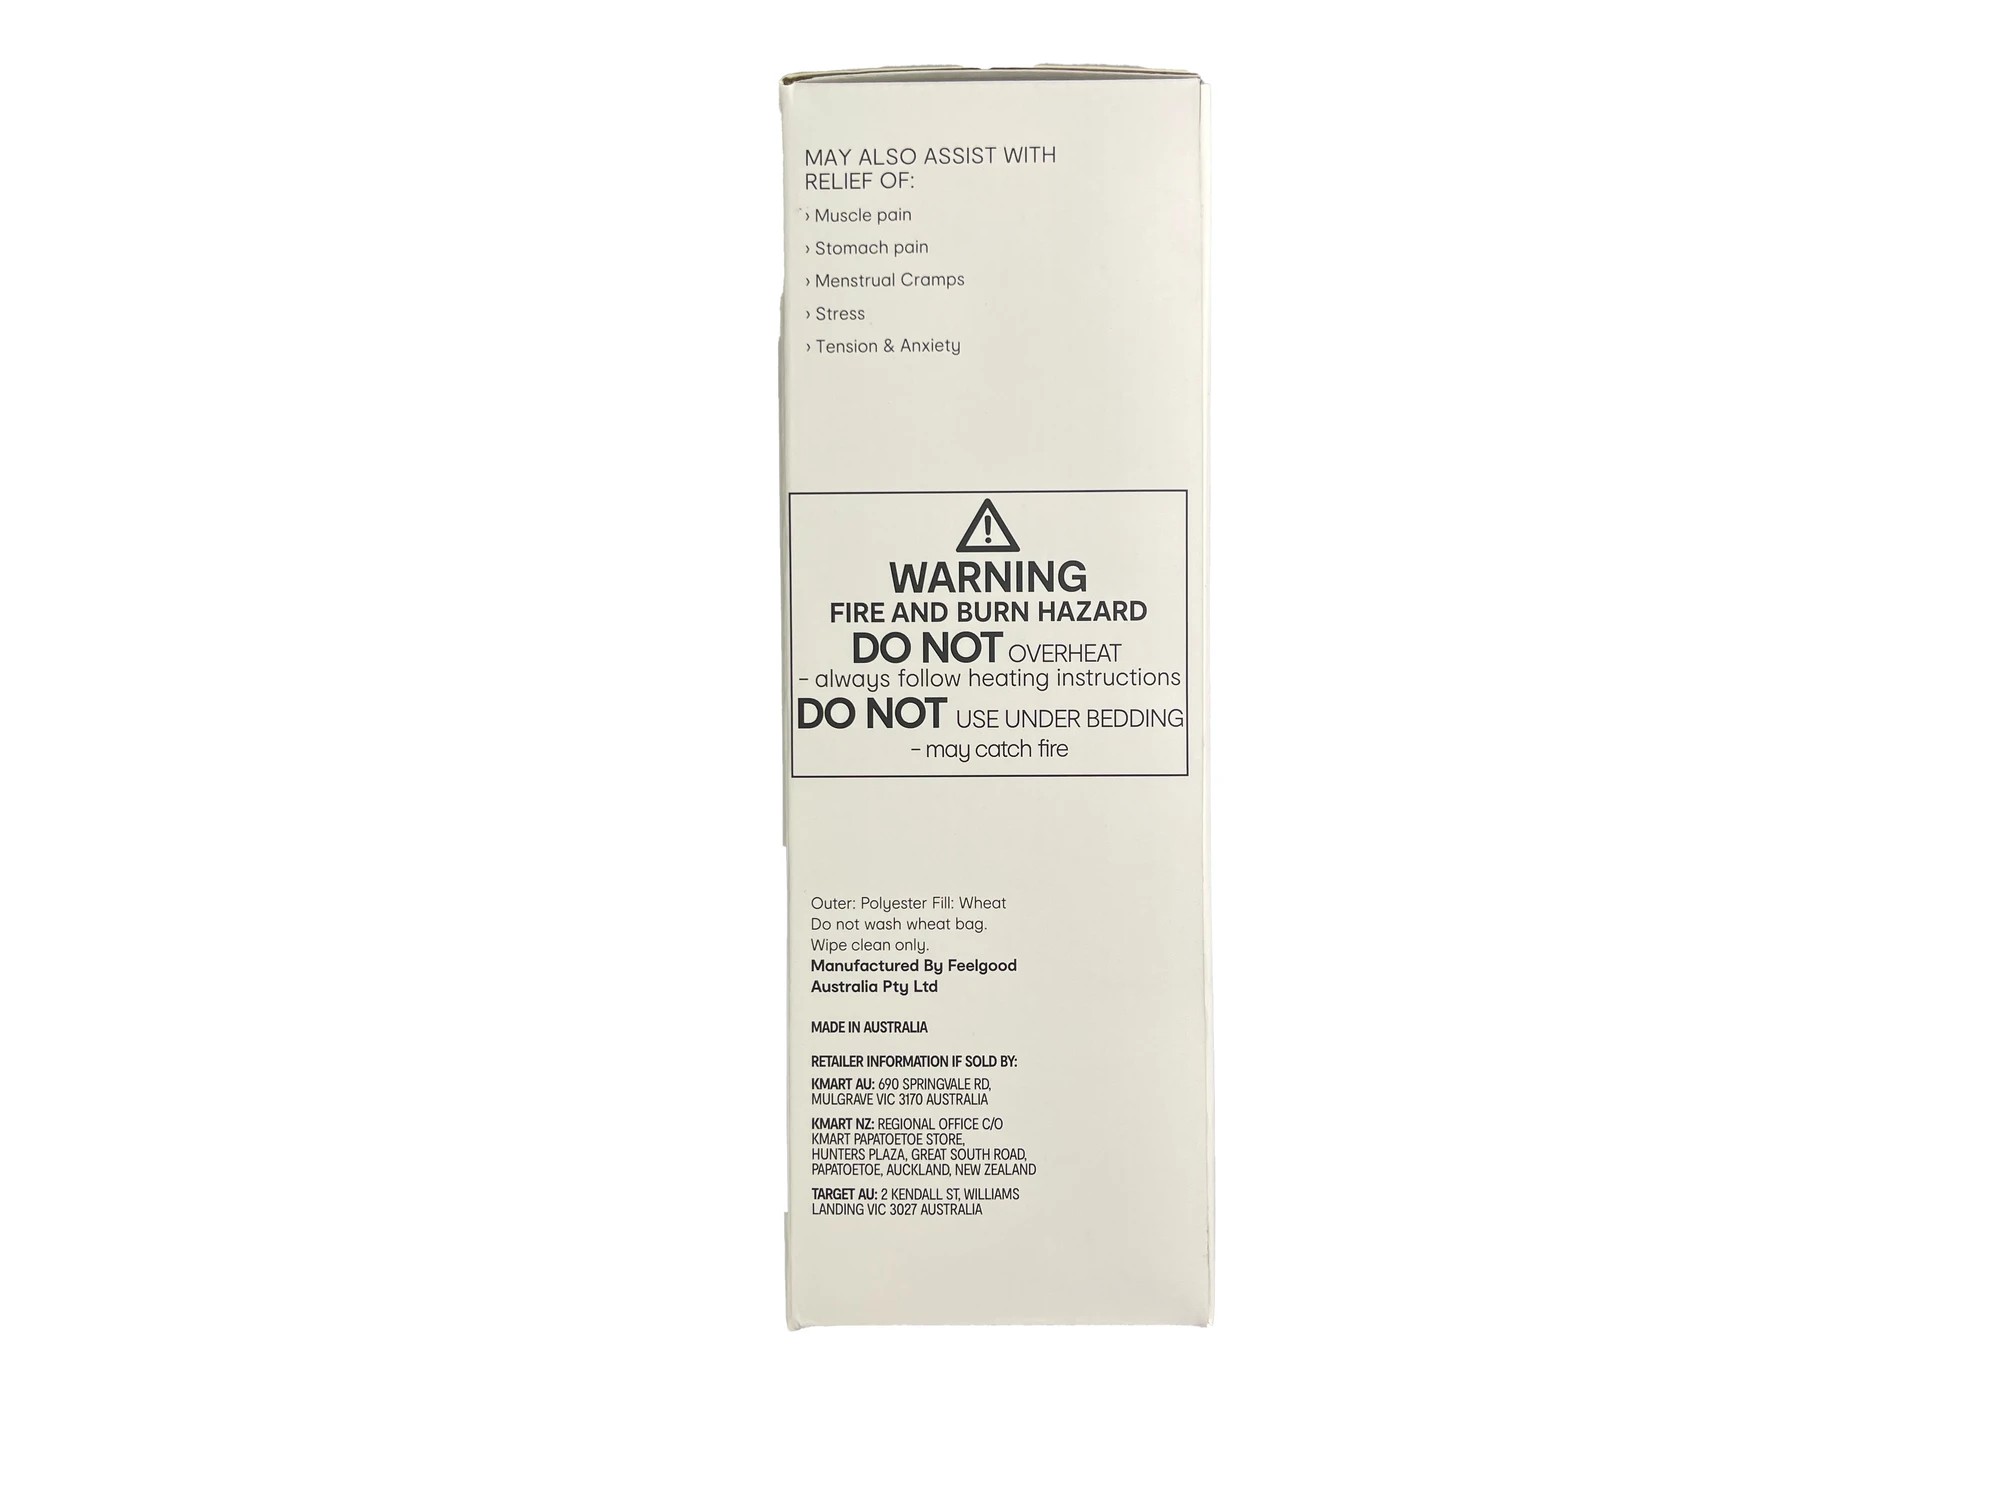 MAY ALSO ASSIST WITH
RELIEF OF:
› Muscle pain
› Stomach pain
› Menstrual Cramps
› Stress
› Tension & Anxiety
WARNING
FIRE AND BURN HAZARD
DO NOT OVERHEAT
– always follow heating instructions
DO NOT USE UNDER BEDDING
– may catch fire
Outer: Polyester Fill: Wheat
Do not wash wheat bag.
Wipe clean only.
Manufactured By Feelgood
Australia Pty Ltd
MADE IN AUSTRALIA
RETAILER INFORMATION IF SOLD BY:
KMART AU: 690 SPRINGVALE RD,
MULGRAVE VIC 3170 AUSTRALIA
KMART NZ: REGIONAL OFFICE C/O
KMART PAPATOETOE STORE,
HUNTERS PLAZA, GREAT SOUTH ROAD,
PAPATOETOE, AUCKLAND, NEW ZEALAND
TARGET AU: 2 KENDALL ST, WILLIAMS
LANDING VIC 3027 AUSTRALIA